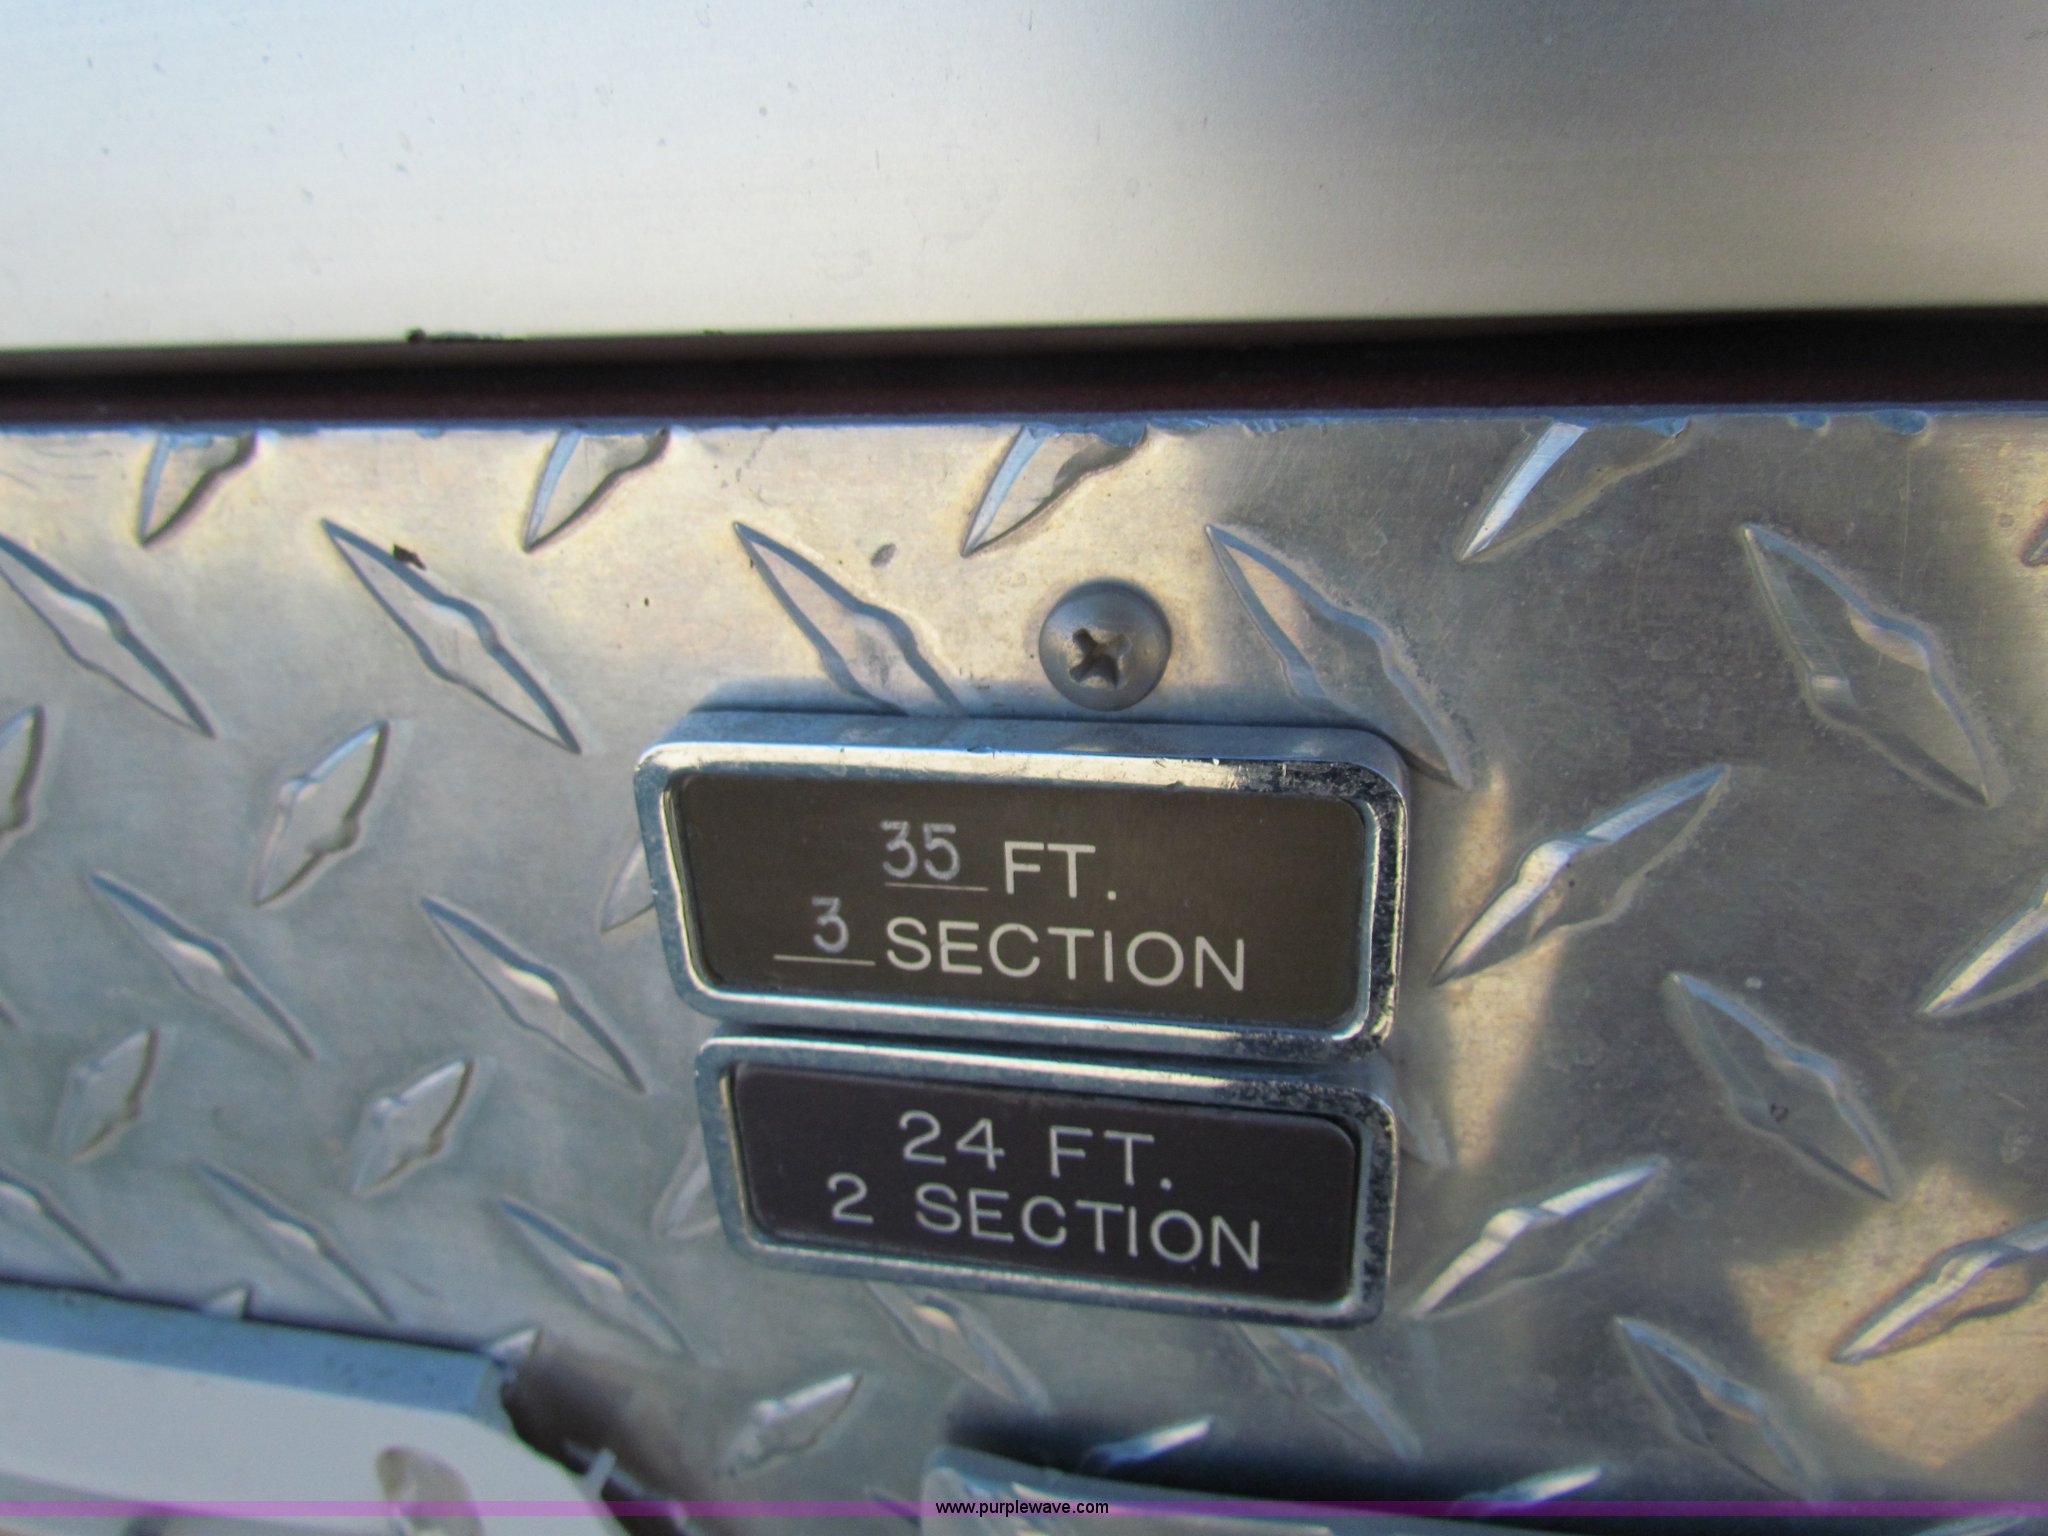 35 FT.
3 SECTION
24 FT.
2 SECTION
www.purplewave.com